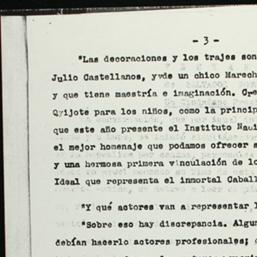 - 3 -
"Las decoraciones y los trajes son
Julio Castellanos, y de un chico Marech
y que tiene maestría e imaginación. Cre
Quijote para los niños, como la princip
que este año presente el Instituto Naci
el mejor homenaje que podamos ofrecer a
y una hermosa primera vinculación de lo
Ideal que representa el inmortal Caball
"Y qué actores van a representar l
"Sobre eso hay discrepancia. Algun
debían hacerlo actores profesionales;